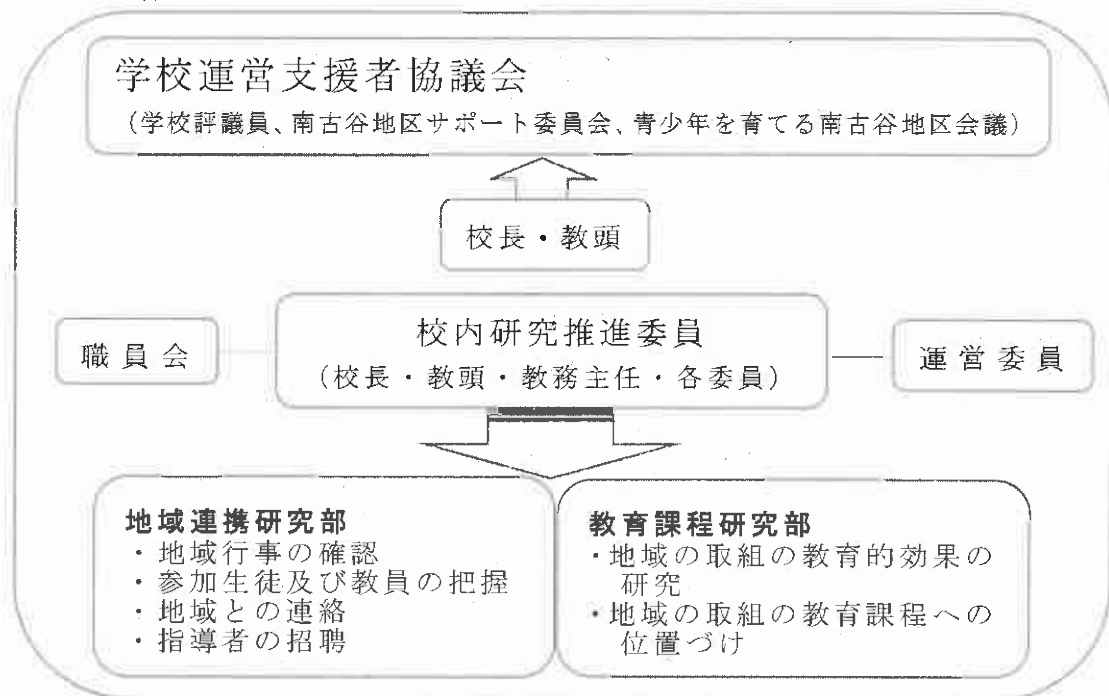 学校運営支援者協議会
(学校評議員、南古谷地区サポート委員会、青少年を育てる南古谷地区会議)
校長・教頭
職員会
校内研究推進委員
(校長・教頭・教務主任・各委員)
運営委員
地域連携研究部
・地域行事の確認
・参加生徒及び教員の把握
・地域との連絡
・指導者の招聘
教育課程研究部
・地域の取組の教育的効果の
研究
・地域の取組の教育課程への
位置づけ